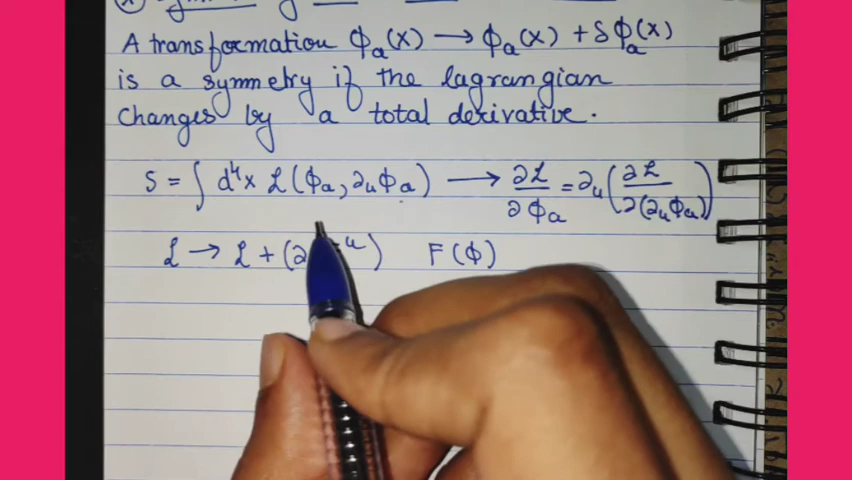 A transformation ϕₐ(x) → ϕₐ(x) + δϕₐ(x)
is a symmetry if the lagrangian
changes by a total derivative.
S = ∫ d⁴x ℒ(ϕₐ, ∂ᵤϕₐ) → ∂ℒ/∂ϕₐ = ∂ᵤ(∂ℒ/∂(∂ᵤϕₐ))
ℒ → ℒ + (∂ ᵘ) F(ϕ)